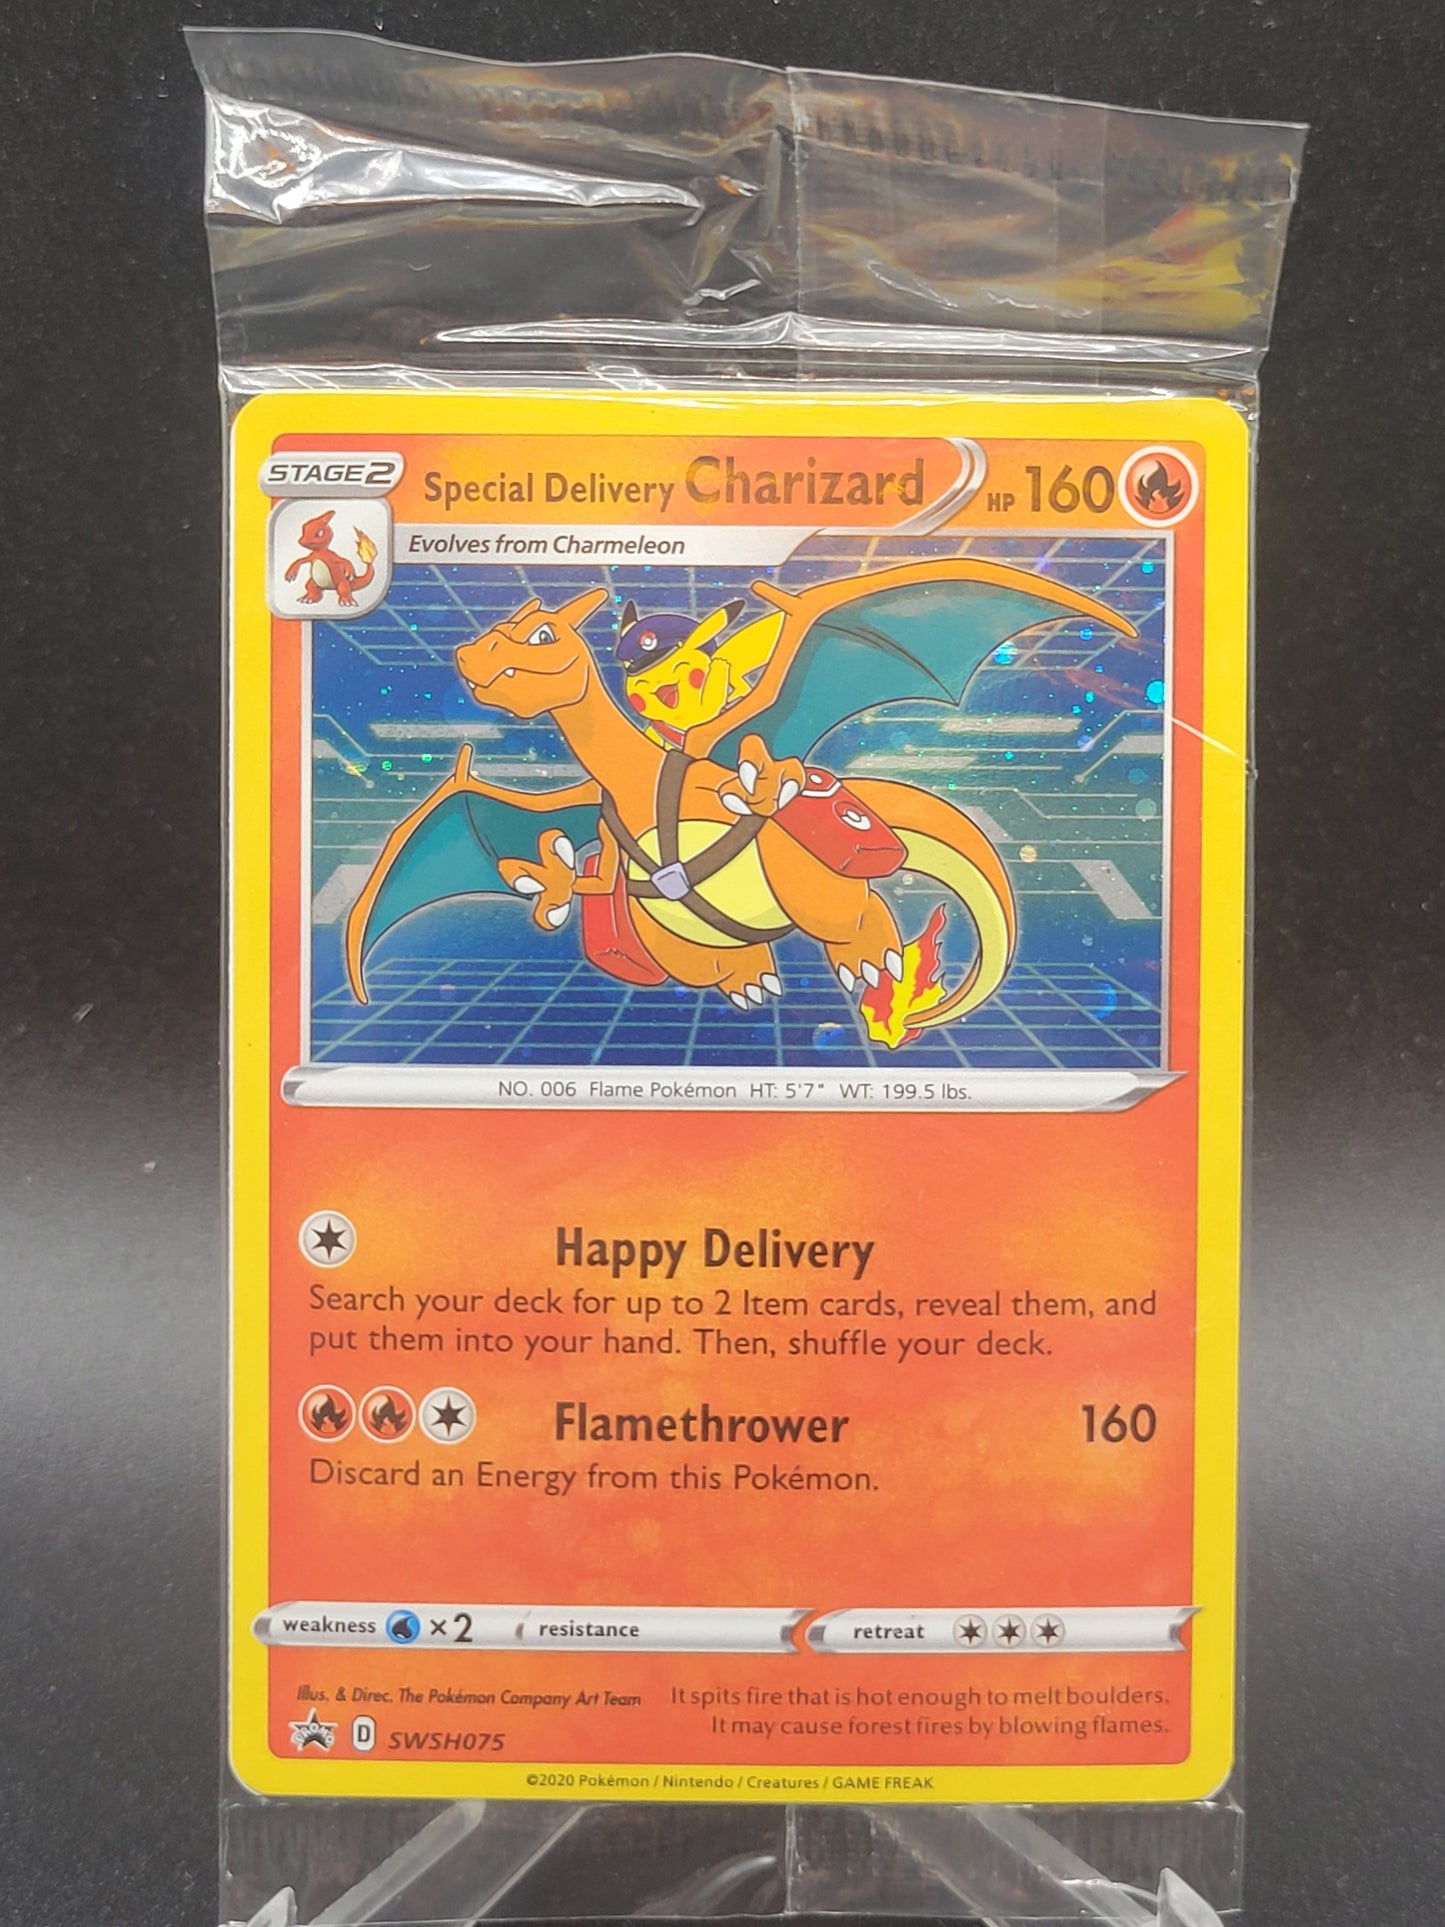 STAGE 2
Special Delivery Charizard
HP 160
Evolves from Charmeleon
NO. 006 Flame Pokémon HT: 5'7" WT: 199.5 lbs.
Happy Delivery
Search your deck for up to 2 Item cards, reveal them, and
put them into your hand. Then, shuffle your deck.
Flamethrower 160
Discard an Energy from this Pokémon.
weakness ×2 resistance retreat
Illus. & Direc. The Pokémon Company Art Team
It spits fire that is hot enough to melt boulders.
It may cause forest fires by blowing flames.
PROMO D SWSH075
©2020 Pokémon / Nintendo / Creatures / GAME FREAK